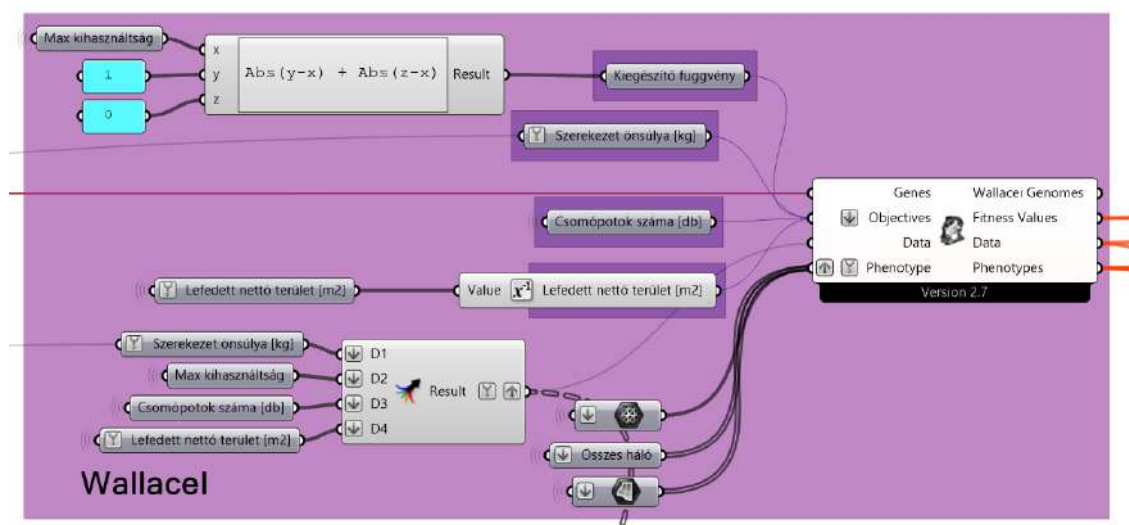 Max kihasználtság
x
1
y
Abs(y-x) + Abs(z-x)
Result
0
z
Kiegészítő függvény
Szerekezet önsúlya [kg]
Csomópotok száma [db]
Genes
Wallacei Genomes
Objectives
Fitness Values
Data
Data
Phenotype
Phenotypes
Version 2.7
Lefedett nettó terület [m2]
Value
x-1
Lefedett nettó terület [m2]
Szerekezet önsúlya [kg]
D1
Max kihasználtság
D2
Result
Csomópotok száma [db]
D3
Lefedett nettó terület [m2]
D4
Összes háló
WallaceI